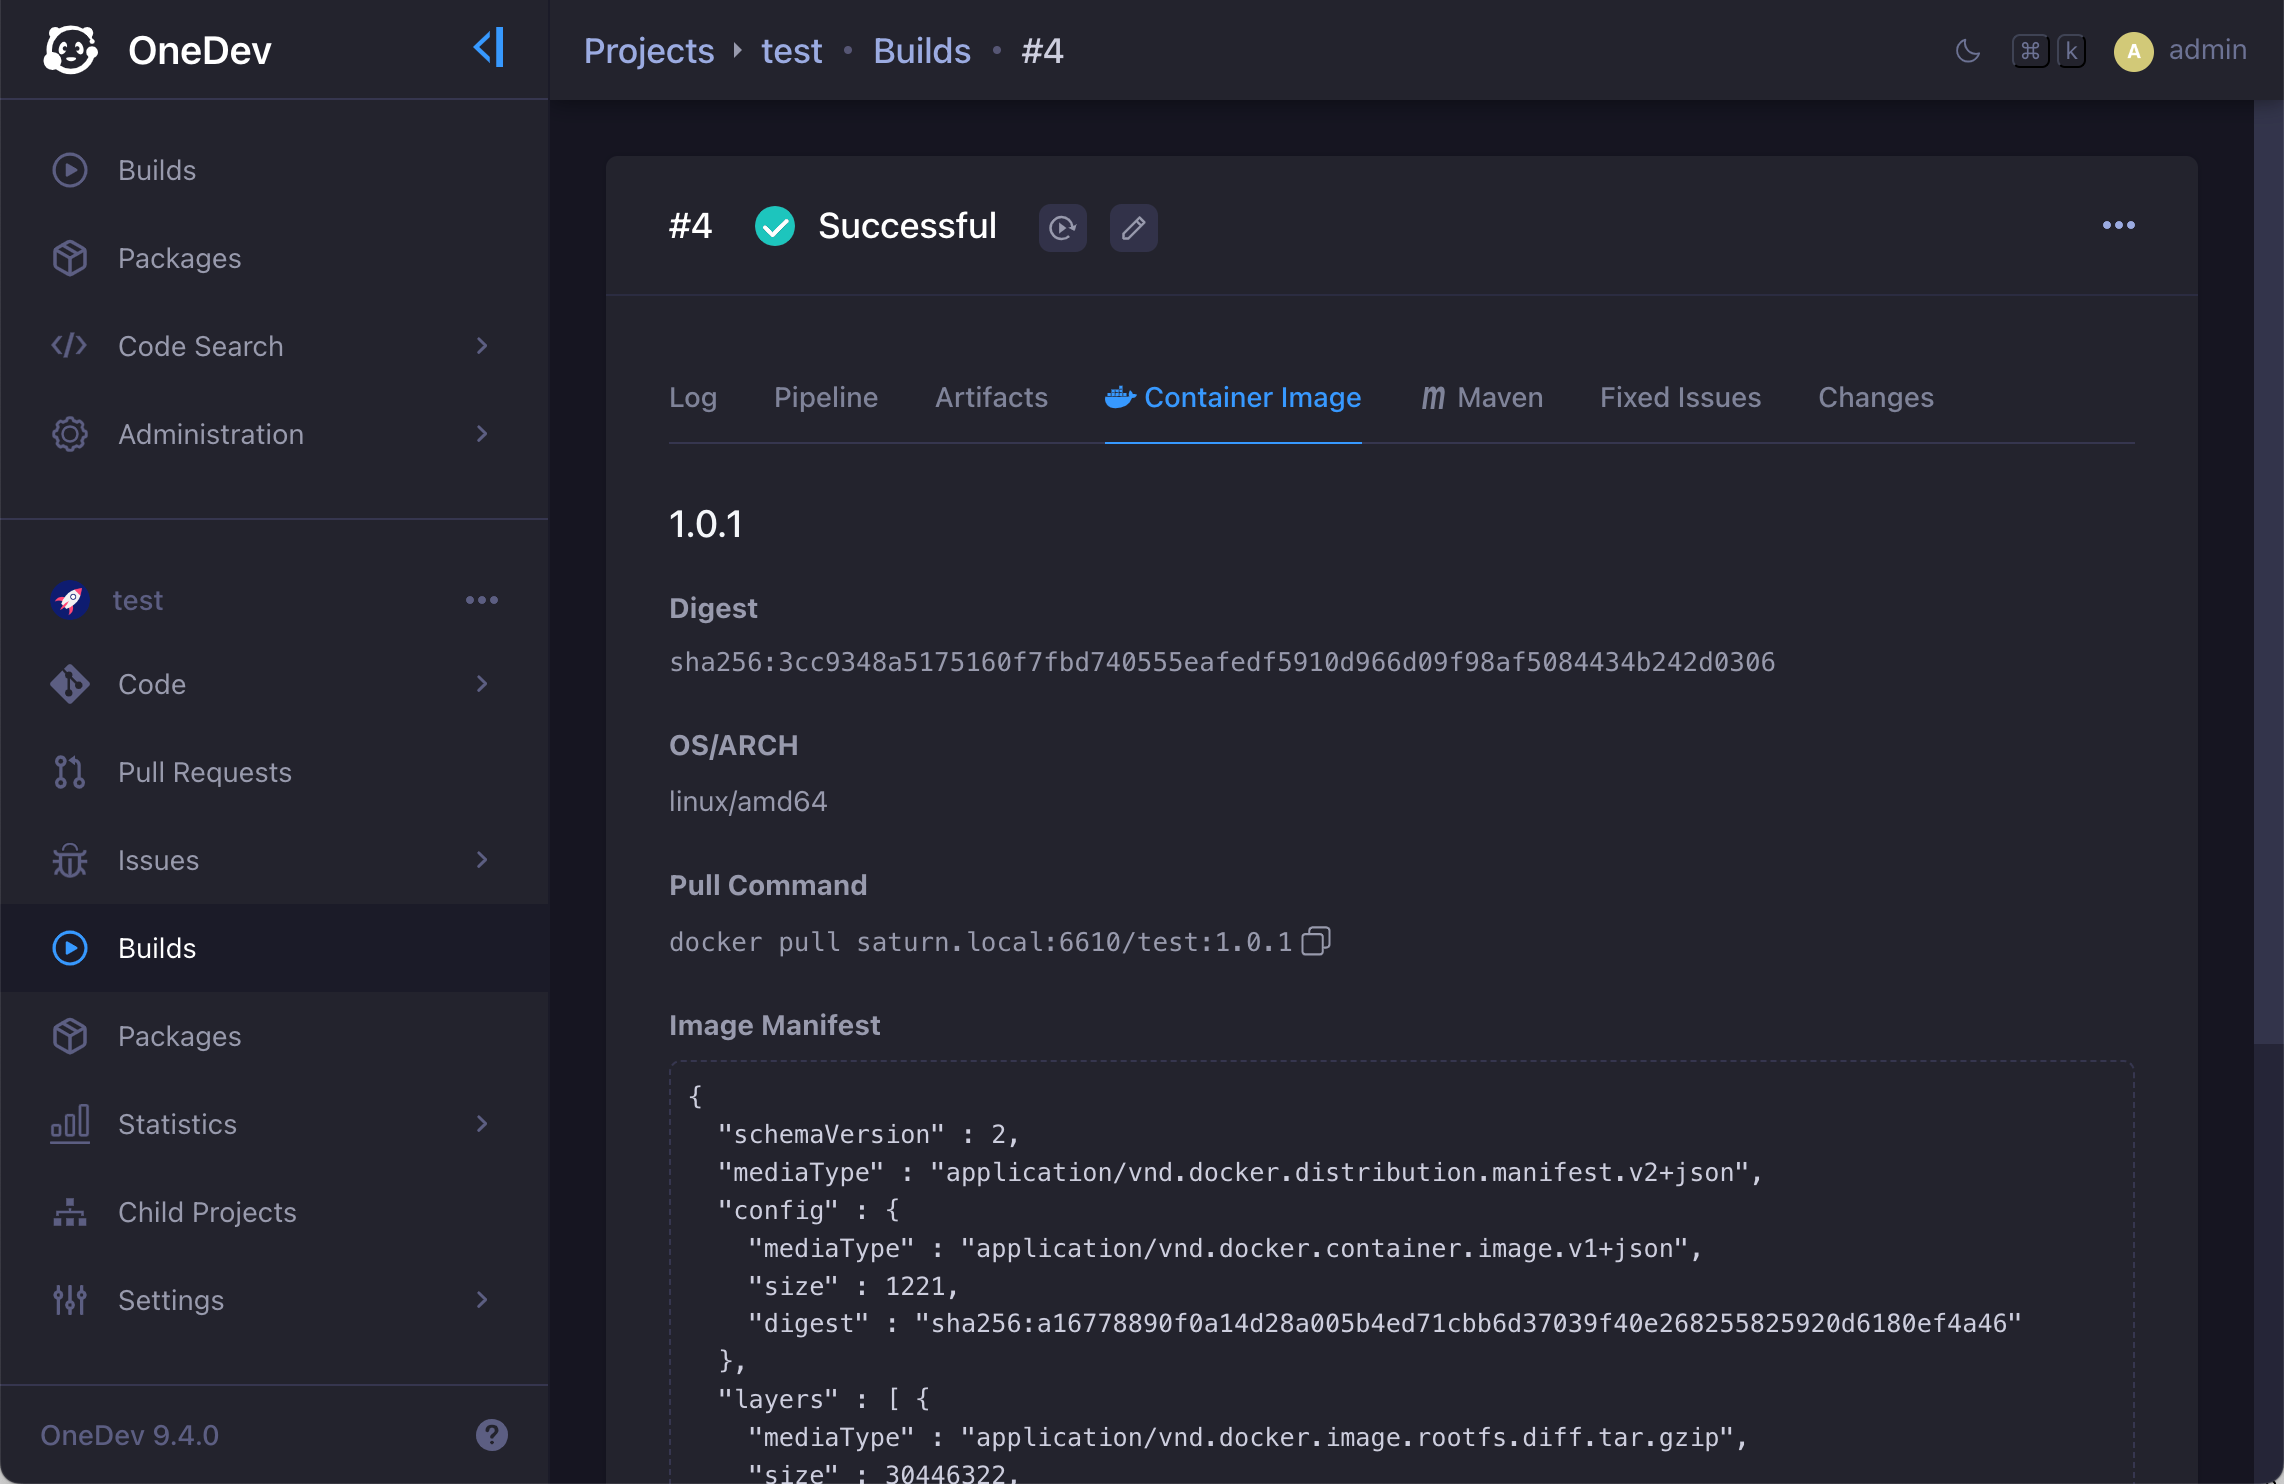 OneDev
Projects test Builds #4
⌘ k A admin
Builds
Packages
Code Search
Administration
test
Code
Pull Requests
Issues
Builds
Packages
Statistics
Child Projects
Settings
OneDev 9.4.0 ?
#4 Successful
Log Pipeline Artifacts Container Image m Maven Fixed Issues Changes
1.0.1
Digest
sha256:3cc9348a5175160f7fbd740555eafedf5910d966d09f98af5084434b242d0306
OS/ARCH
linux/amd64
Pull Command
docker pull saturn.local:6610/test:1.0.1
Image Manifest
{
"schemaVersion" : 2,
"mediaType" : "application/vnd.docker.distribution.manifest.v2+json",
"config" : {
"mediaType" : "application/vnd.docker.container.image.v1+json",
"size" : 1221,
"digest" : "sha256:a16778890f0a14d28a005b4ed71cbb6d37039f40e268255825920d6180ef4a46"
},
"layers" : [ {
"mediaType" : "application/vnd.docker.image.rootfs.diff.tar.gzip",
"size" : 30446322,